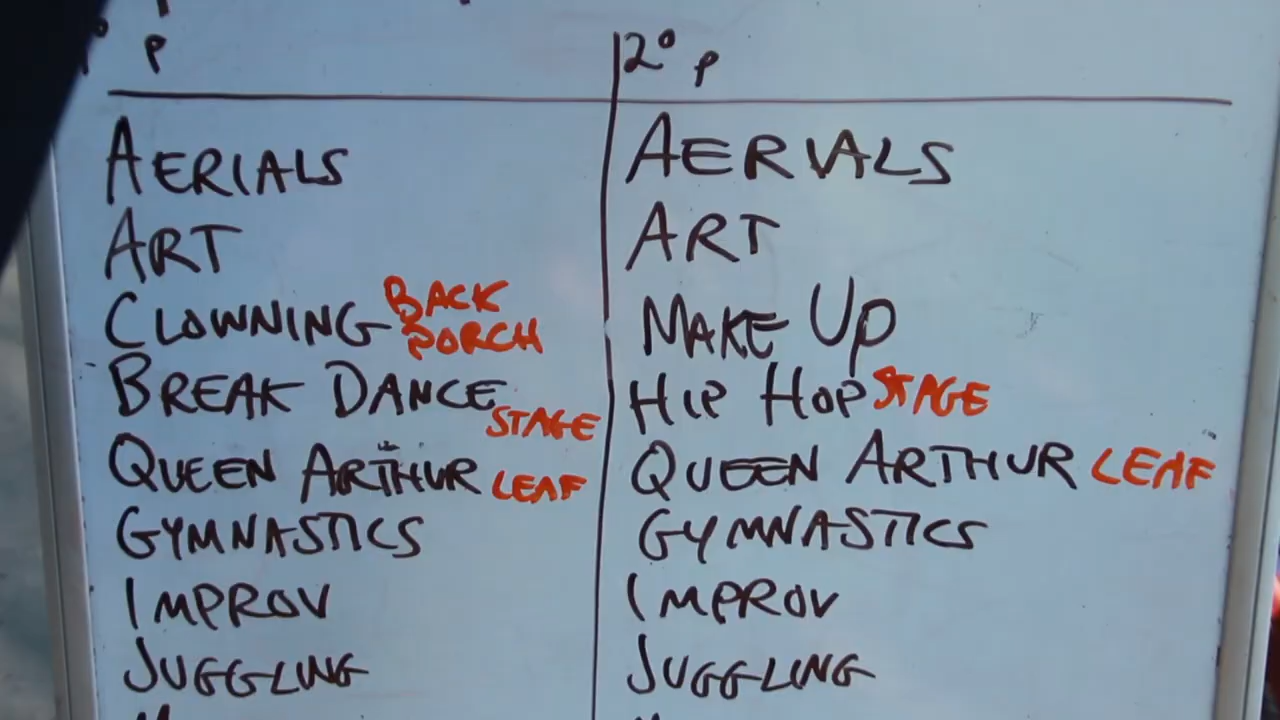 P
2° P
AERIALS
ART
CLOWNING BACK PORCH
BREAK DANCE STAGE
QUEEN ARTHUR LEAF
GYMNASTICS
IMPROV
JUGGLING
AERIALS
ART
MAKE UP
HIP HOP STAGE
QUEEN ARTHUR LEAF
GYMNASTICS
IMPROV
JUGGLING